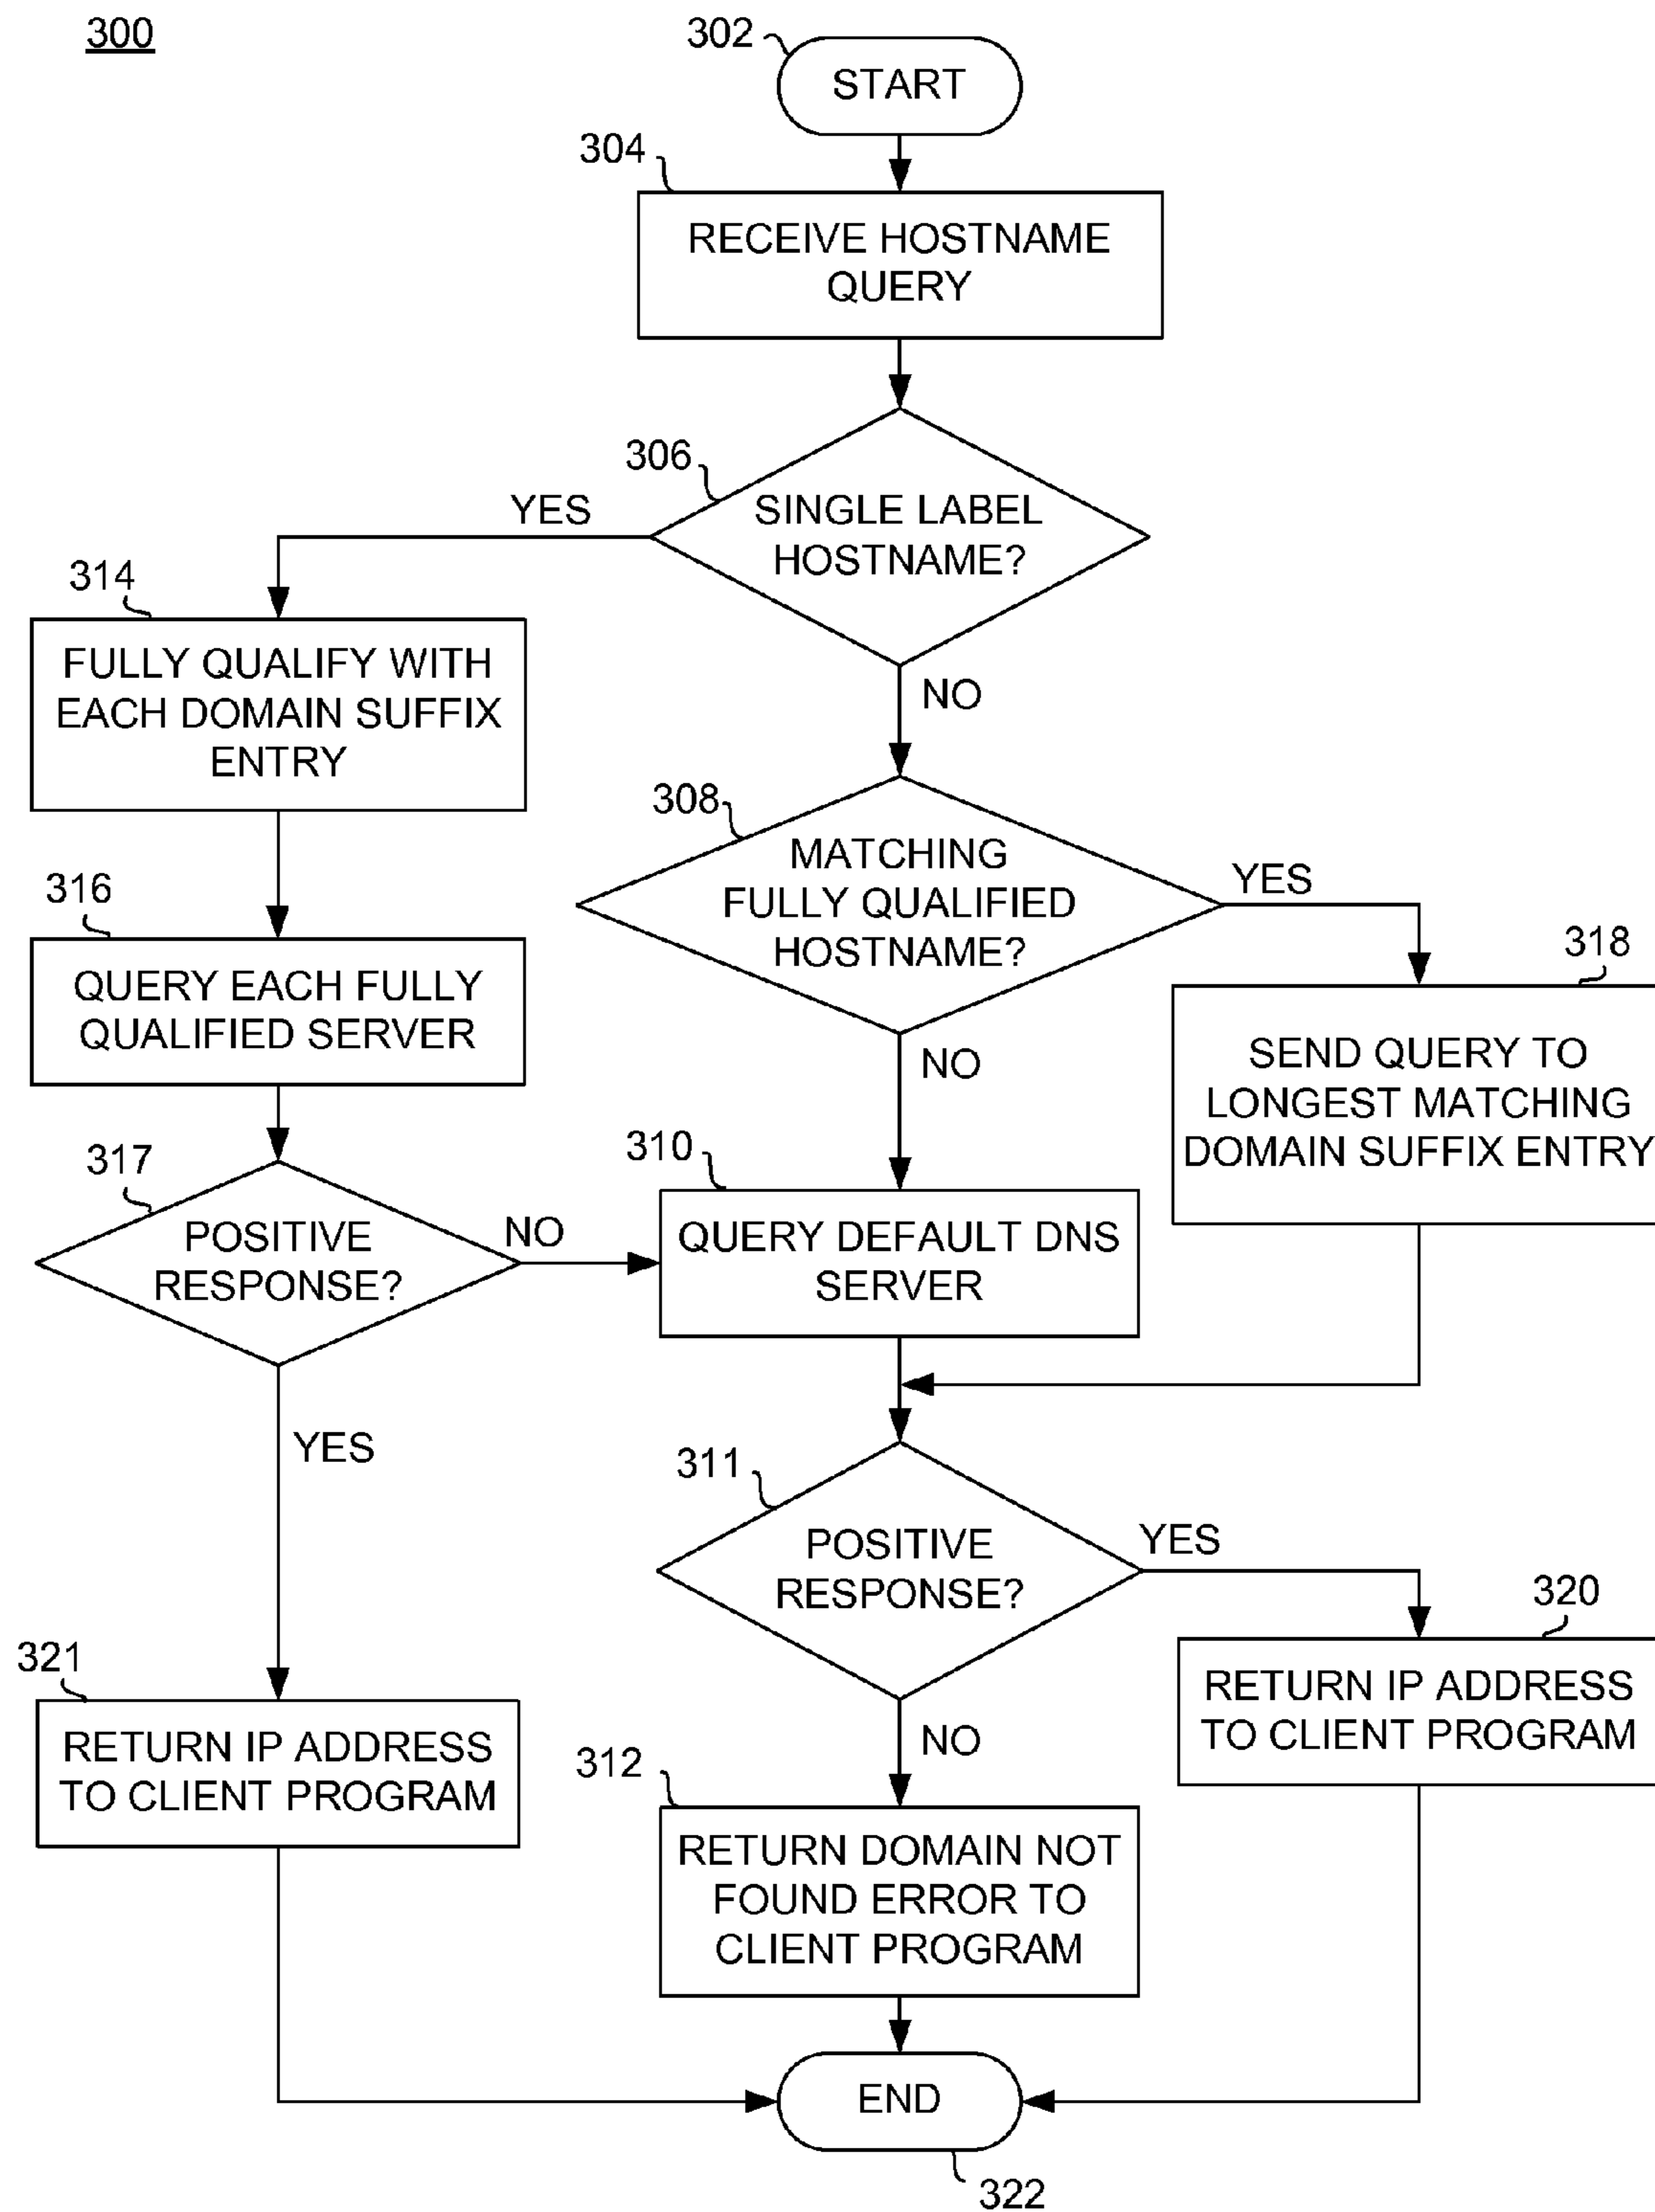 300
302
START
304
RECEIVE HOSTNAME
QUERY
306
SINGLE LABEL
HOSTNAME?
YES
NO
314
FULLY QUALIFY WITH
EACH DOMAIN SUFFIX
ENTRY
308
MATCHING
FULLY QUALIFIED
HOSTNAME?
YES
NO
316
QUERY EACH FULLY
QUALIFIED SERVER
318
SEND QUERY TO
LONGEST MATCHING
DOMAIN SUFFIX ENTRY
317
POSITIVE
RESPONSE?
NO
YES
310
QUERY DEFAULT DNS
SERVER
311
POSITIVE
RESPONSE?
YES
NO
320
RETURN IP ADDRESS
TO CLIENT PROGRAM
321
RETURN IP ADDRESS
TO CLIENT PROGRAM
312
RETURN DOMAIN NOT
FOUND ERROR TO
CLIENT PROGRAM
END
322